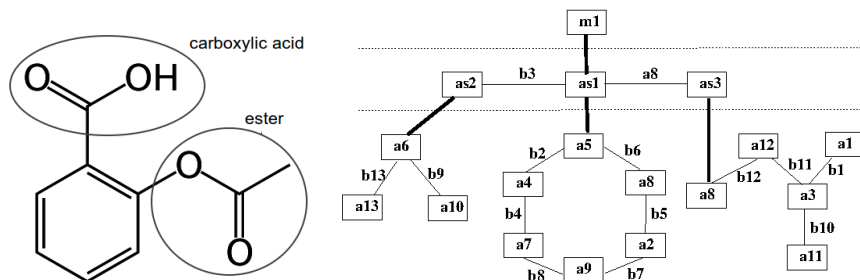 carboxylic acid
O
OH
ester
O
O
m1
as2
b3
as1
a8
as3
a6
b13
b9
a13
a10
a5
b2
b6
a4
a8
b4
b5
a7
a2
b8
a9
b7
a12
a1
b11
b1
b12
a8
a3
b10
a11